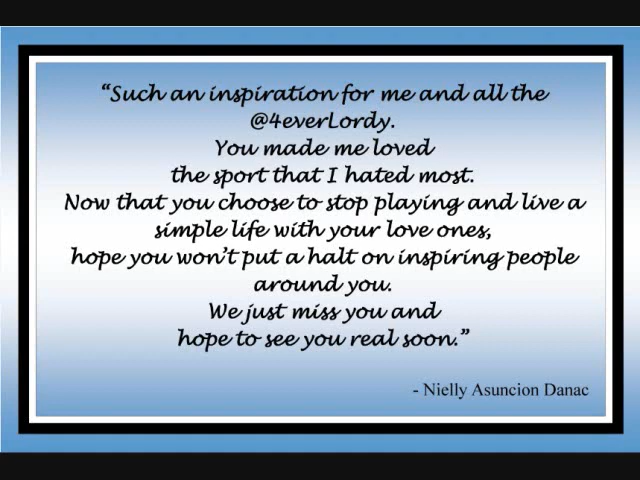 “Such an inspiration for me and all the
@4everLordy.
You made me loved
the sport that I hated most.
Now that you choose to stop playing and live a
simple life with your love ones,
hope you won’t put a halt on inspiring people
around you.
We just miss you and
hope to see you real soon.”
- Nielly Asuncion Danac